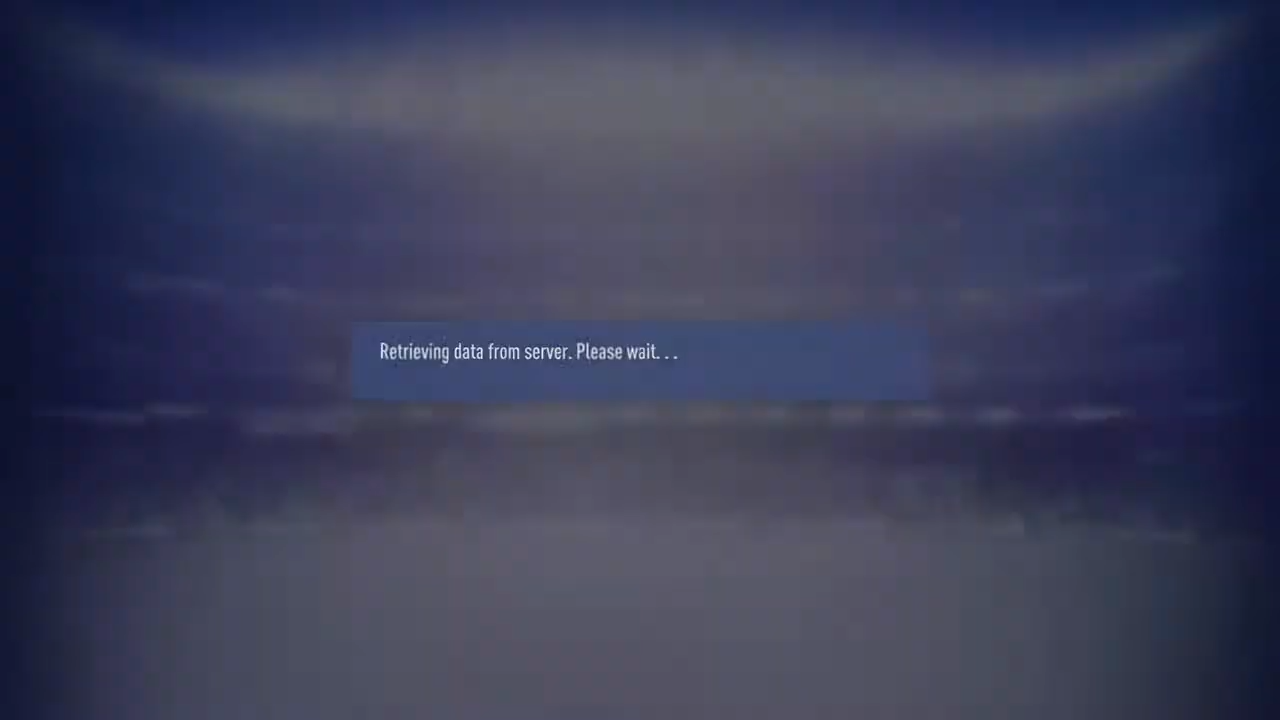 Retrieving data from server. Please wait. . .